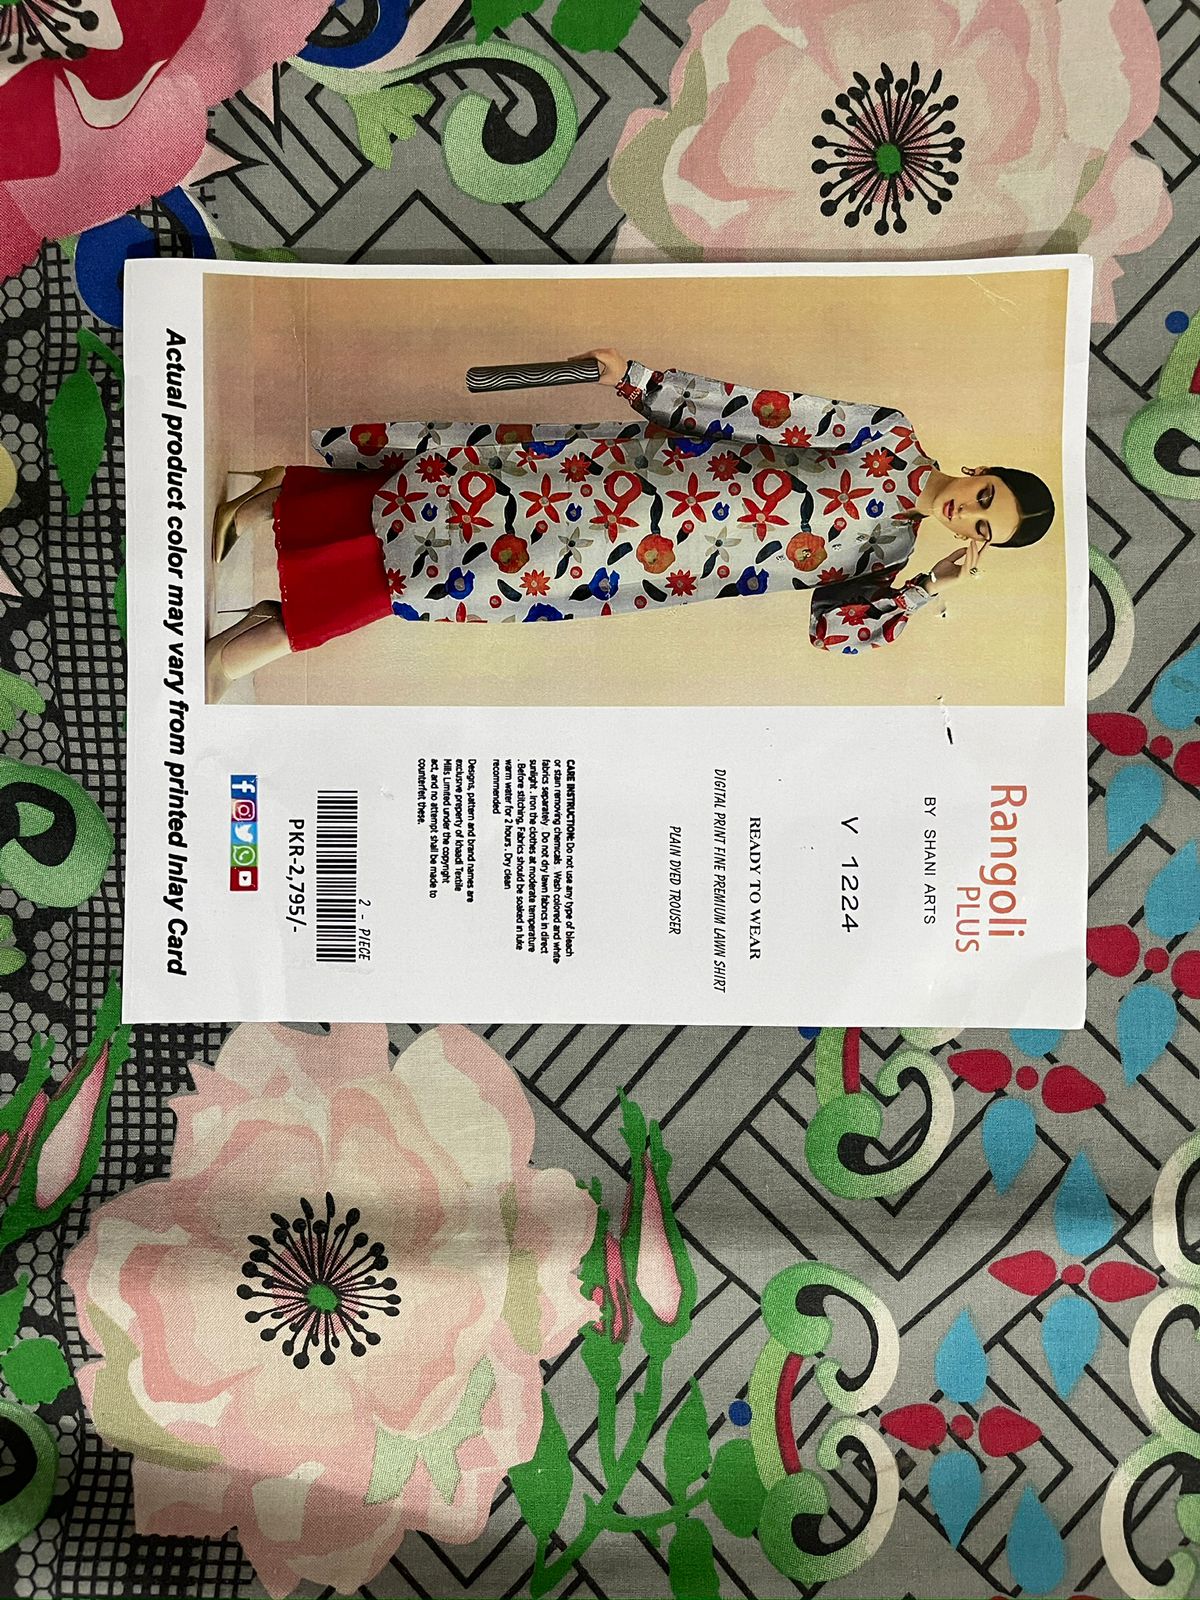 Rangoli
PLUS
BY SHANI ARTS
V 1224
READY TO WEAR
DIGITAL PRINT FINE PREMIUM LAWN SHIRT
PLAIN DYED TROUSER
CARE INSTRUCTION: Do not use any type of bleach
or stain removing chemicals . Wash colored and white
fabrics separately . Do not dry lawn fabrics in direct
sunlight . Iron the clothes at moderate temperature
. Before stitching. Fabrics should be soaked in luke
warm water for 2 hours . Dry clean
recommended
Designs, pattern and brand names are
exclusive preperty of khaadi Textile
Mills Limited under the copyright
act, and no attempt shall be made to
counterfeit these.
2 - PIECE
PKR-2,795/-
Actual product color may vary from printed Inlay Card